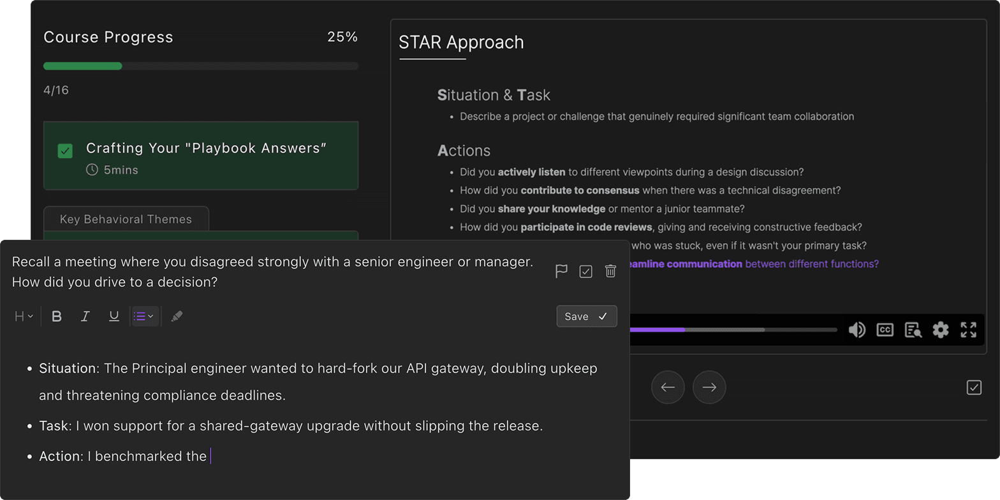 Course Progress
25%
4/16
Crafting Your "Playbook Answers”
5mins
Key Behavioral Themes
STAR Approach
Situation & Task
• Describe a project or challenge that genuinely required significant team collaboration
Actions
• Did you actively listen to different viewpoints during a design discussion?
• How did you contribute to consensus when there was a technical disagreement?
• Did you share your knowledge or mentor a junior teammate?
• How did you participate in code reviews, giving and receiving constructive feedback?
who was stuck, even if it wasn't your primary task?
communication between different functions?
CC
Recall a meeting where you disagreed strongly with a senior engineer or manager.
How did you drive to a decision?
H B I U
Save
• Situation: The Principal engineer wanted to hard-fork our API gateway, doubling upkeep
and threatening compliance deadlines.
• Task: I won support for a shared-gateway upgrade without slipping the release.
• Action: I benchmarked the